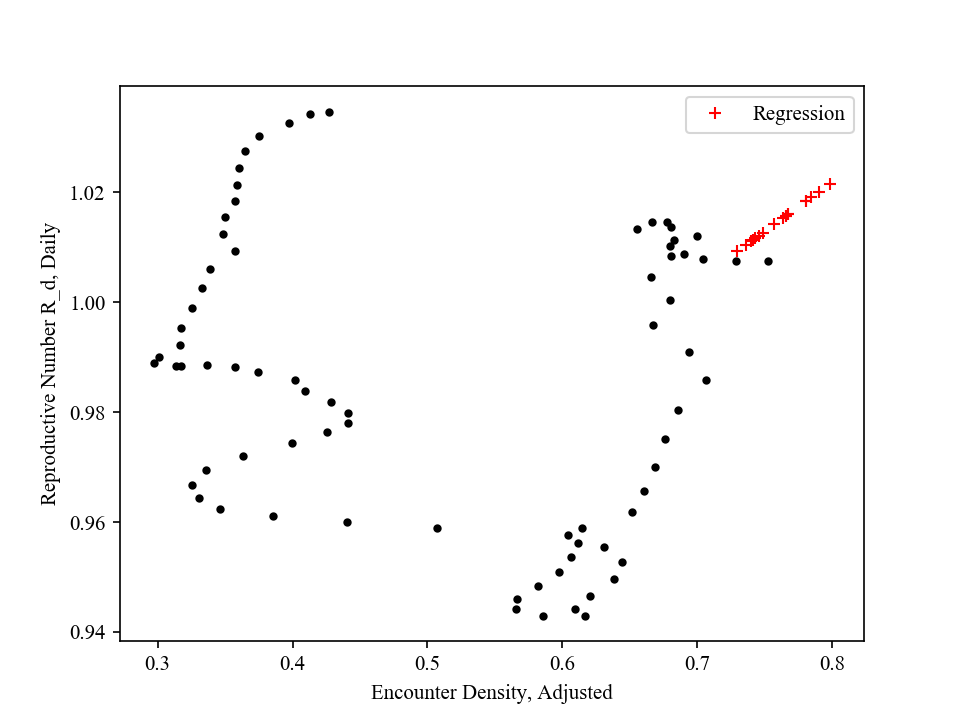 Regression
Reproductive Number R_d, Daily
1.02
1.00
0.98
0.96
0.94
0.3 0.4 0.5 0.6 0.7 0.8
Encounter Density, Adjusted